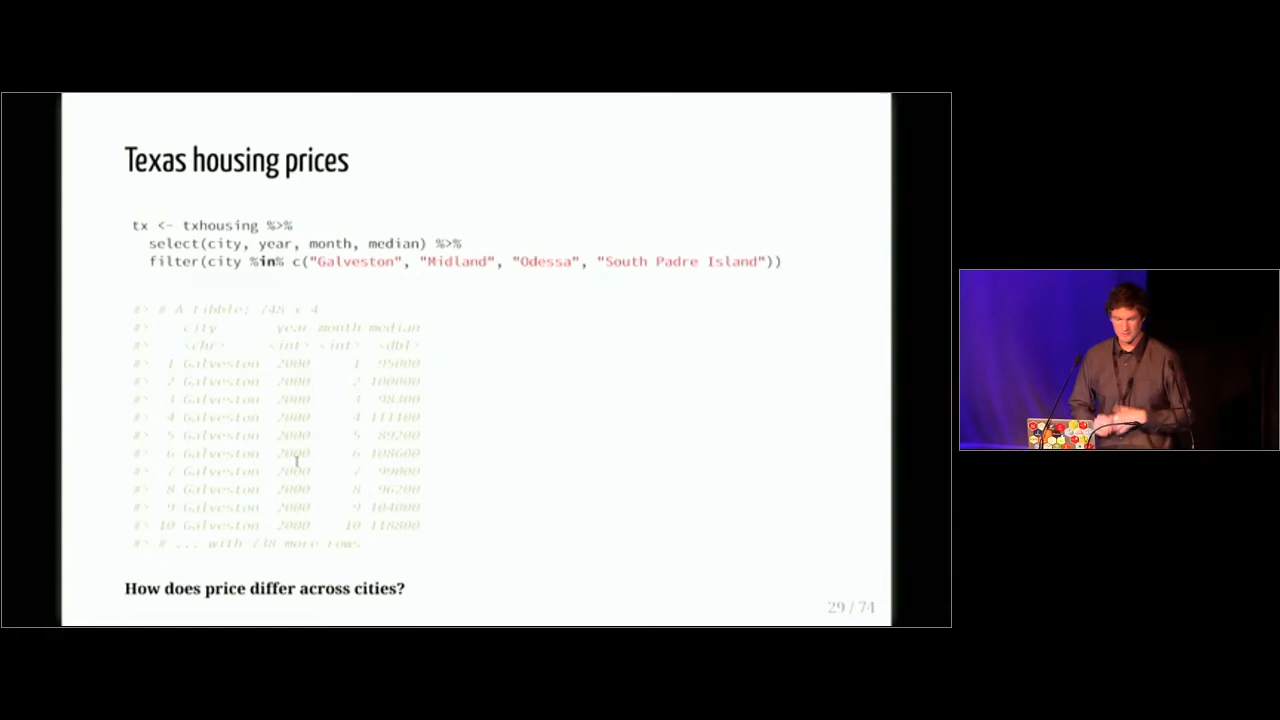 Texas housing prices
tx <- txhousing %>%
select(city, year, month, median) %>%
filter(city %in% c("Galveston", "Midland", "Odessa", "South Padre Island"))
#> # A tibble: 748 x 4
#> city year month median
#> <chr> <int> <int> <dbl>
#> 1 Galveston 2000 1 95000
#> 2 Galveston 2000 2 100000
#> 3 Galveston 2000 3 98300
#> 4 Galveston 2000 4 111100
#> 5 Galveston 2000 5 89200
#> 6 Galveston 2000 6 108600
#> 7 Galveston 2000 7 99000
#> 8 Galveston 2000 8 96200
#> 9 Galveston 2000 9 104000
#> 10 Galveston 2000 10 118800
#> # ... with 738 more rows
How does price differ across cities?
29 / 74